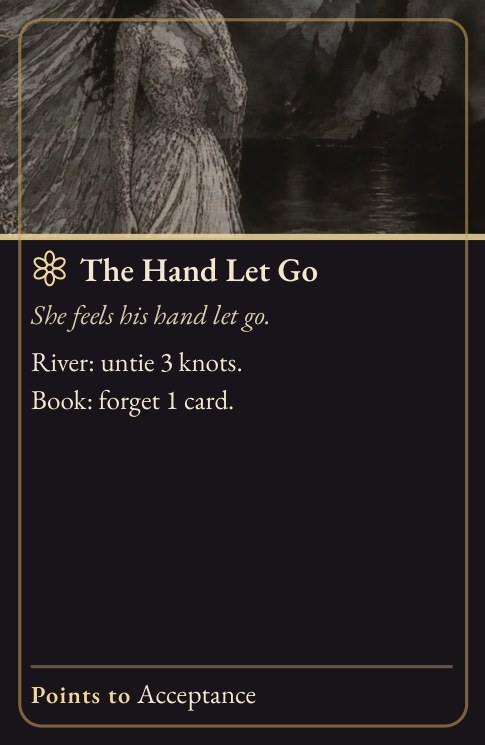 The Hand Let Go
She feels his hand let go.
River: untie 3 knots.
Book: forget 1 card.
Points to Acceptance